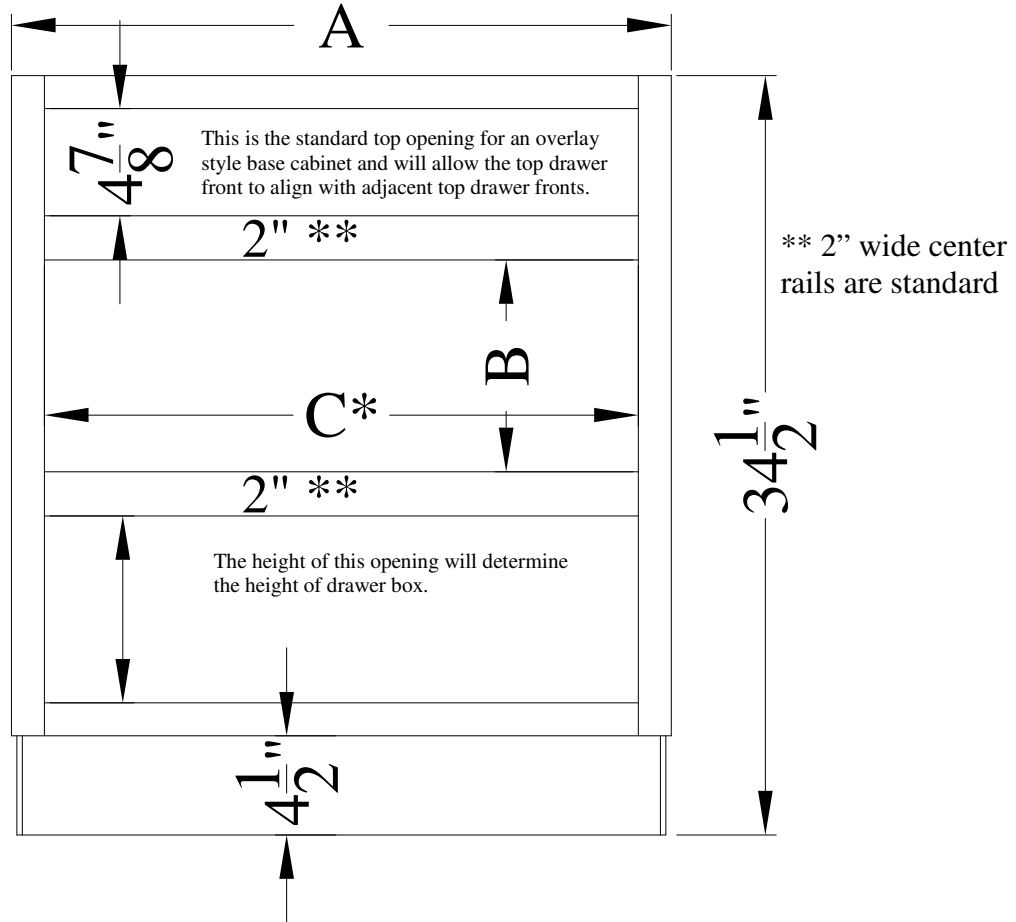 A
4 7/8"
This is the standard top opening for an overlay
style base cabinet and will allow the top drawer
front to align with adjacent top drawer fronts.
2" **
** 2” wide center
rails are standard
B
C*
34 1/2"
2" **
The height of this opening will determine
the height of drawer box.
4 1/2"